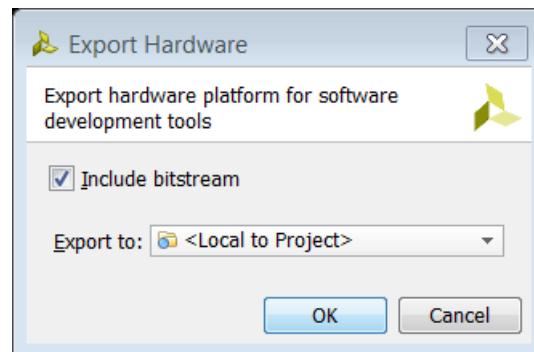 Export Hardware
Export hardware platform for software
development tools
Include bitstream
Export to: <Local to Project>
OK Cancel